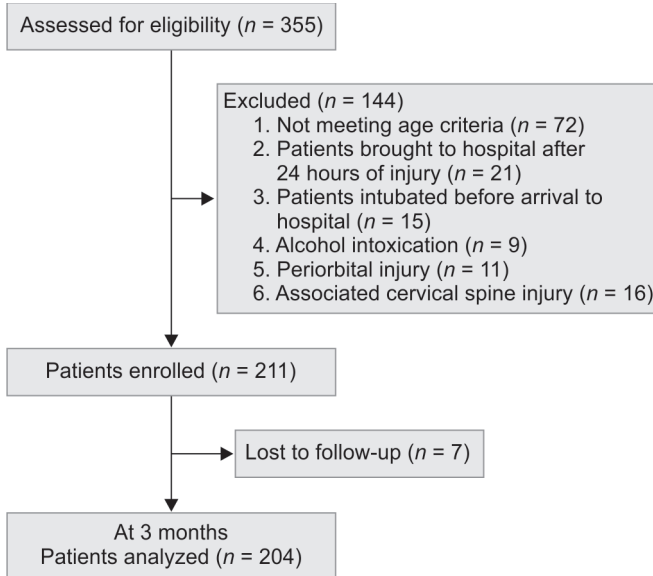 Assessed for eligibility (n = 355)
Excluded (n = 144)
1. Not meeting age criteria (n = 72)
2. Patients brought to hospital after
24 hours of injury (n = 21)
3. Patients intubated before arrival to
hospital (n = 15)
4. Alcohol intoxication (n = 9)
5. Periorbital injury (n = 11)
6. Associated cervical spine injury (n = 16)
Patients enrolled (n = 211)
Lost to follow-up (n = 7)
At 3 months
Patients analyzed (n = 204)